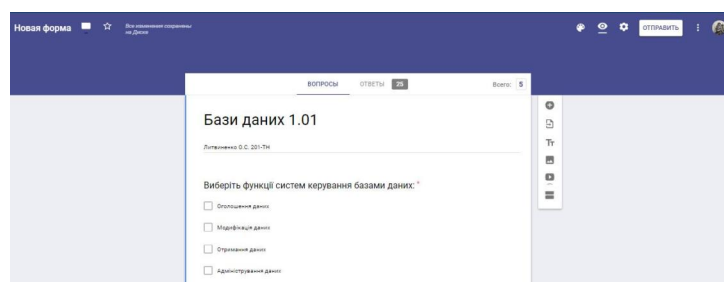 Новая форма
Все изменения сохранены
на Диске
ОТПРАВИТЬ
ВОПРОСЫ ОТВЕТЫ 25 Всего: 5
Бази даних 1.01
Литвиненко О.С. 201-ТН
Виберіть функції систем керування базами даних: *
Оголошення даних
Модифікація даних
Отримання даних
Адміністрування даних
Тт